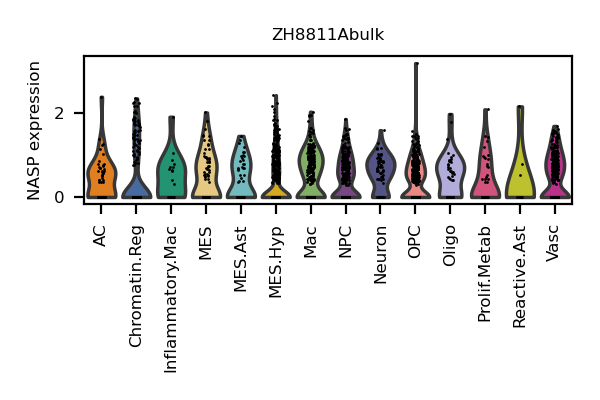 ZH8811Abulk
NASP expression
2
0
AC
Chromatin.Reg
Inflammatory.Mac
MES
MES.Ast
MES.Hyp
Mac
NPC
Neuron
OPC
Oligo
Prolif.Metab
Reactive.Ast
Vasc